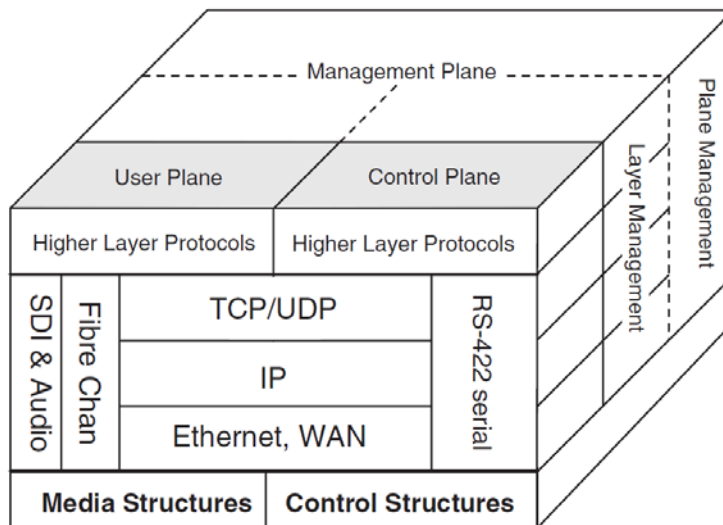 Management Plane
Plane Management
Layer Management
User Plane
Control Plane
Higher Layer Protocols
Higher Layer Protocols
SDI & Audio
Fibre Chan
TCP/UDP
IP
Ethernet, WAN
RS-422 serial
Media Structures
Control Structures